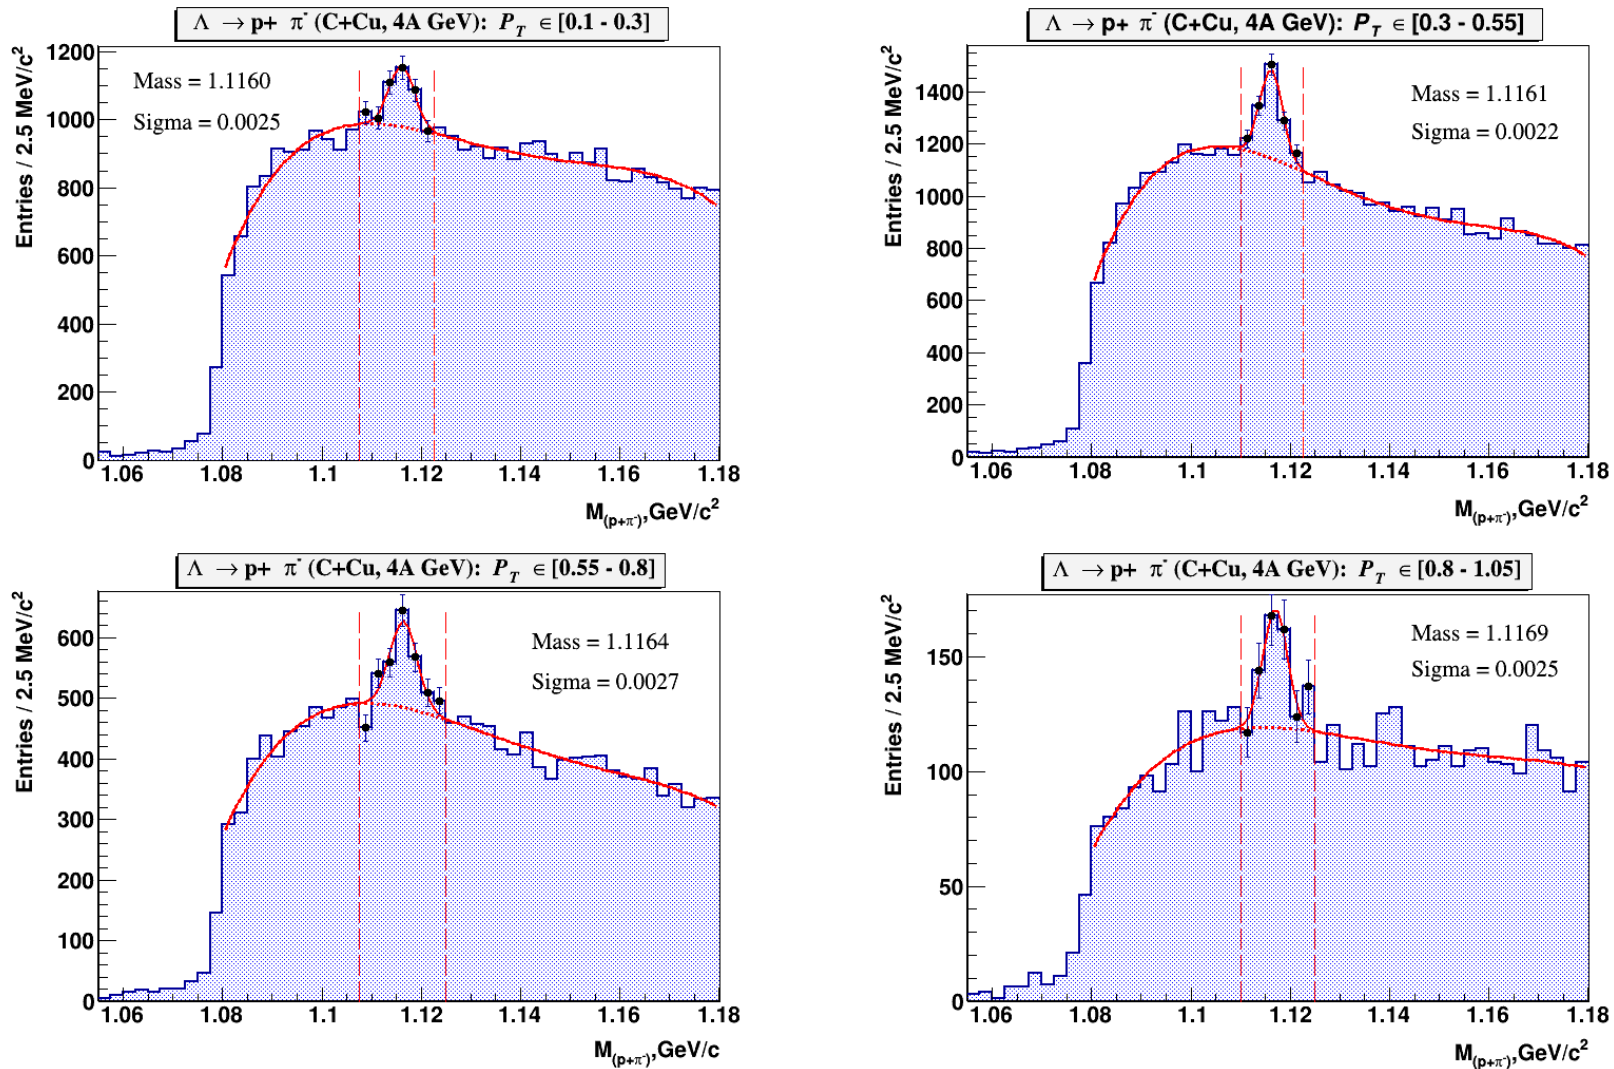 Λ → p+ π⁻ (C+Cu, 4A GeV): P_T ∈ [0.1 - 0.3]
Entries / 2.5 MeV/c²
1200
1000
800
600
400
200
0
Mass = 1.1160
Sigma = 0.0025
1.06 1.08 1.1 1.12 1.14 1.16 1.18
M(p+π⁻),GeV/c²
Λ → p+ π⁻ (C+Cu, 4A GeV): P_T ∈ [0.3 - 0.55]
Entries / 2.5 MeV/c²
1400
1200
1000
800
600
400
200
0
Mass = 1.1161
Sigma = 0.0022
1.06 1.08 1.1 1.12 1.14 1.16 1.18
M(p+π⁻),GeV/c²
Λ → p+ π⁻ (C+Cu, 4A GeV): P_T ∈ [0.55 - 0.8]
Entries / 2.5 MeV/c²
600
500
400
300
200
100
0
Mass = 1.1164
Sigma = 0.0027
1.06 1.08 1.1 1.12 1.14 1.16 1.18
M(p+π⁻),GeV/c
Λ → p+ π⁻ (C+Cu, 4A GeV): P_T ∈ [0.8 - 1.05]
Entries / 2.5 MeV/c²
150
100
50
0
Mass = 1.1169
Sigma = 0.0025
1.06 1.08 1.1 1.12 1.14 1.16 1.18
M(p+π⁻),GeV/c²